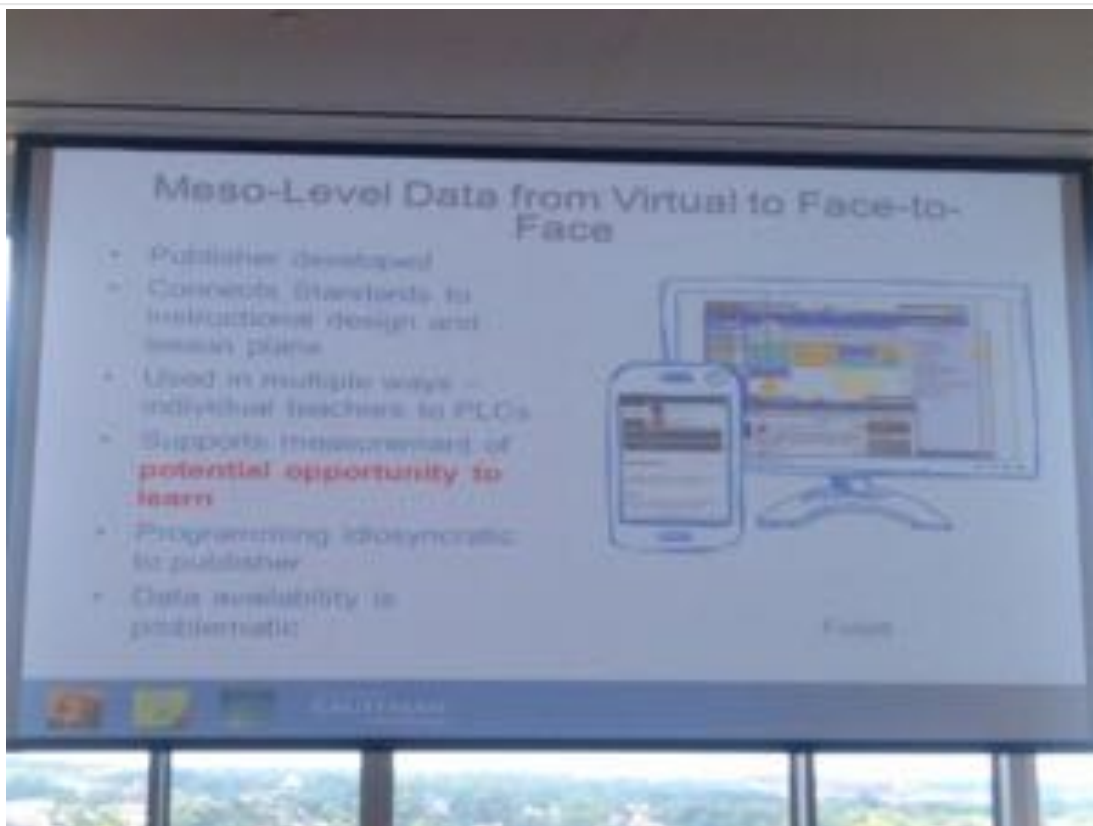 Meso-Level Data from Virtual to Face-to-
Face
• Publisher developed
• Connects Standards to
instructional design and
lesson plans
• Used in multiple ways –
individual teachers to PLCs
• Supports measurement of
potential opportunity to
learn
• Programming idiosyncratic
to publisher
• Data availability is
problematic